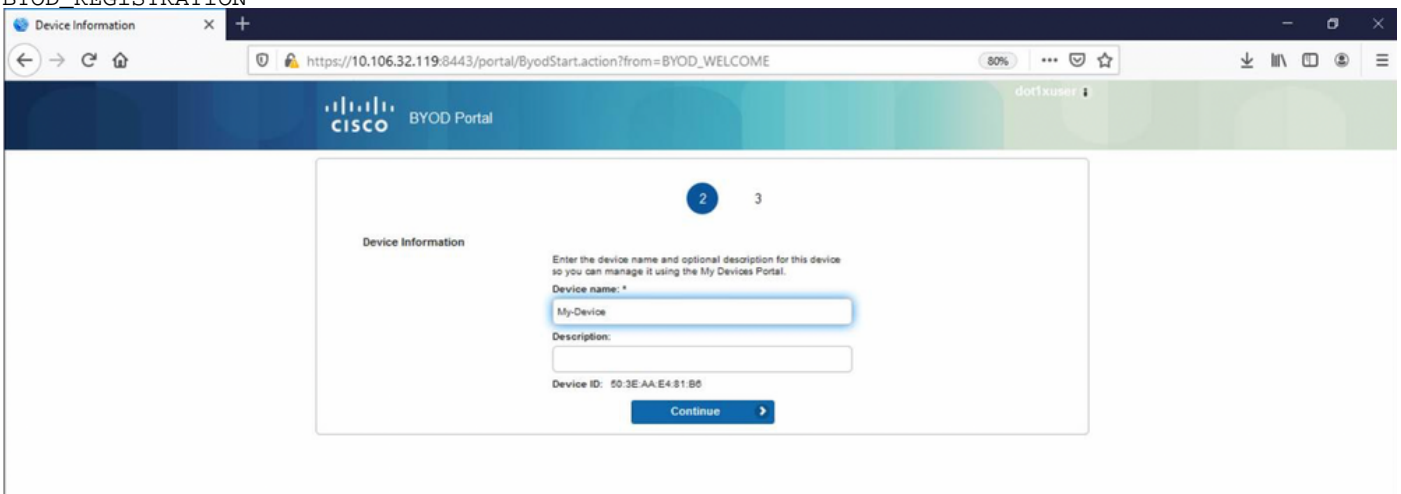 BYOD_REGISTRATION
Device Information
https://10.106.32.119:8443/portal/ByodStart.action?from=BYOD_WELCOME
80%
CISCO
BYOD Portal
dot1xuser
2 3
Device Information
Enter the device name and optional description for this device
so you can manage it using the My Devices Portal.
Device name: *
My-Device
Description:
Device ID: 50:3E:AA:E4:81:B6
Continue